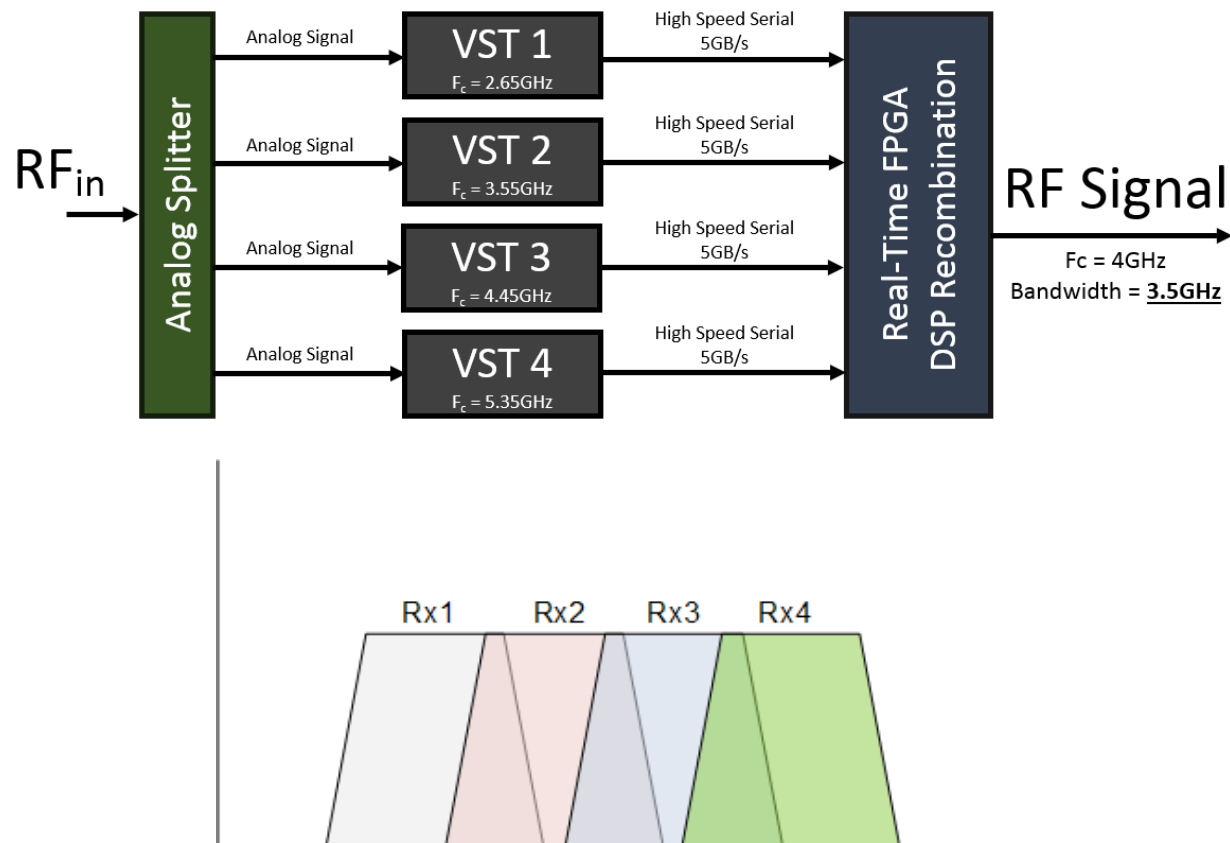 RFin
Analog Splitter
Analog Signal
VST 1
Fc = 2.65GHz
High Speed Serial
5GB/s
Analog Signal
VST 2
Fc = 3.55GHz
High Speed Serial
5GB/s
Analog Signal
VST 3
Fc = 4.45GHz
High Speed Serial
5GB/s
Analog Signal
VST 4
Fc = 5.35GHz
High Speed Serial
5GB/s
Real-Time FPGA
DSP Recombination
RF Signal
Fc = 4GHz
Bandwidth = 3.5GHz
Rx1 Rx2 Rx3 Rx4